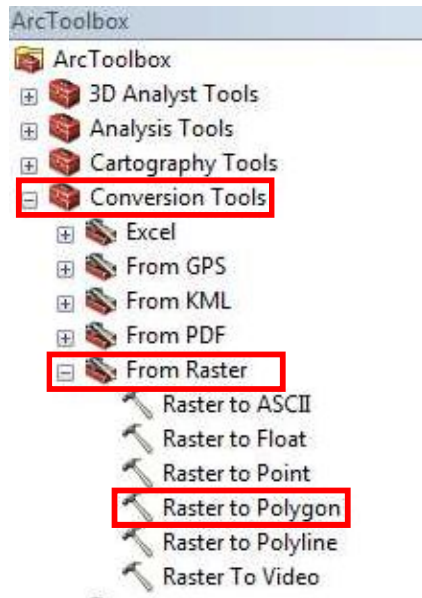 ArcToolbox
ArcToolbox
3D Analyst Tools
Analysis Tools
Cartography Tools
Conversion Tools
Excel
From GPS
From KML
From PDF
From Raster
Raster to ASCII
Raster to Float
Raster to Point
Raster to Polygon
Raster to Polyline
Raster To Video